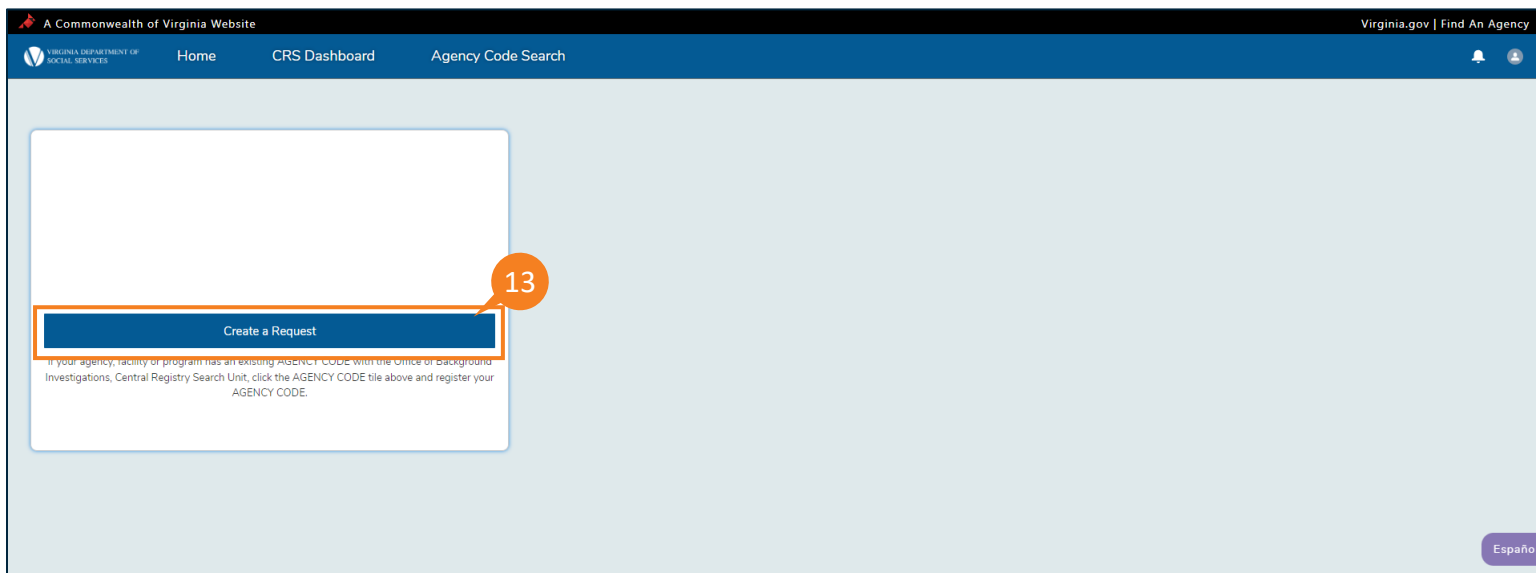 A Commonwealth of Virginia Website
Virginia.gov | Find An Agency
VIRGINIA DEPARTMENT OF
SOCIAL SERVICES
Home
CRS Dashboard
Agency Code Search
13
Create a Request
If your agency, facility or program has an existing AGENCY CODE with the Office of Background
Investigations, Central Registry Search Unit, click the AGENCY CODE tile above and register your
AGENCY CODE.
Españo